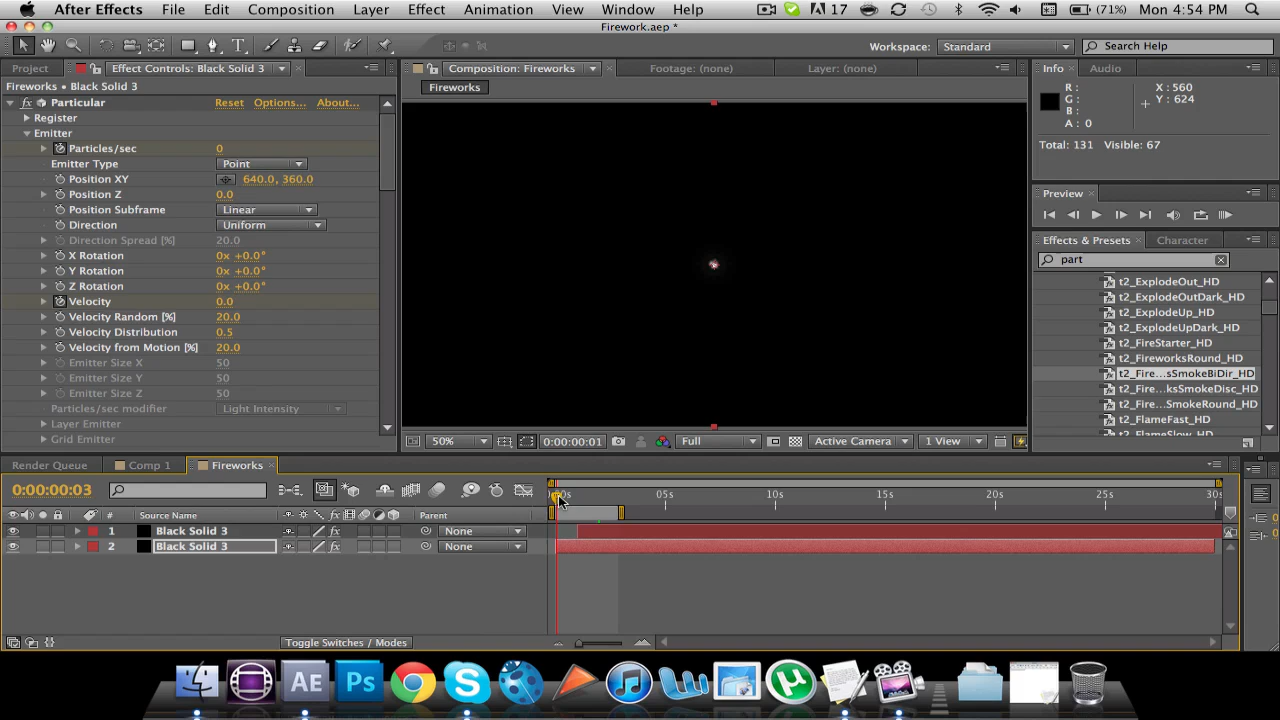 After Effects File Edit Composition Layer Effect Animation View Window Help 17 (71%) Mon 4:54 PM
Firework.aep *
Workspace: Standard Search Help
Project Effect Controls: Black Solid 3 Composition: Fireworks Footage: (none) Layer: (none) Info Audio
Fireworks • Black Solid 3 Fireworks
fx Particular Reset Options... About...
Register
Emitter
Particles/sec 0
Emitter Type Point
Position XY 640.0, 360.0
Position Z 0.0
Position Subframe Linear
Direction Uniform
Direction Spread [%] 20.0
X Rotation 0x +0.0°
Y Rotation 0x +0.0°
Z Rotation 0x +0.0°
Velocity 0.0
Velocity Random [%] 20.0
Velocity Distribution 0.5
Velocity from Motion [%] 20.0
Emitter Size X 50
Emitter Size Y 50
Emitter Size Z 50
Particles/sec modifier Light Intensity
Layer Emitter
Grid Emitter
R : X : 560
G : Y : 624
B :
A : 0
Total: 131 Visible: 67
Preview
Effects & Presets Character
part
t2_ExplodeOut_HD
t2_ExplodeOutDark_HD
t2_ExplodeUp_HD
t2_ExplodeUpDark_HD
t2_FireStarter_HD
t2_FireworksRound_HD
t2_Fire...sSmokeBiDir_HD
t2_Fire...ksSmokeDisc_HD
t2_Fire...SmokeRound_HD
t2_FlameFast_HD
t2_FlameSlow_HD
50% 0:00:00:01 Full Active Camera 1 View
Render Queue Comp 1 Fireworks
0:00:00:03 05s 10s 15s 20s 25s 30s
# Source Name Parent
1 Black Solid 3 fx None
2 Black Solid 3 fx None
Toggle Switches / Modes
AE Ps